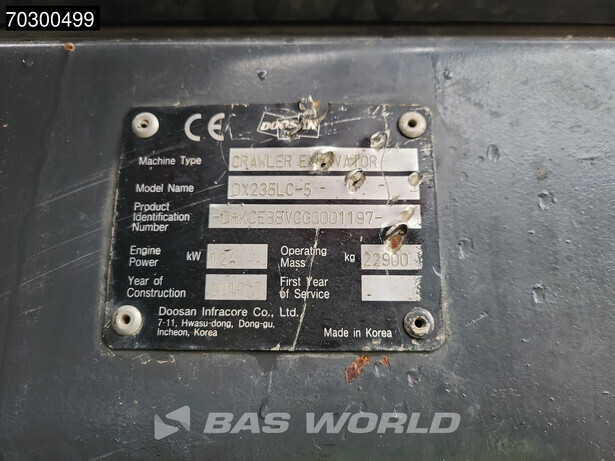 70300499
CE
DOOSAN
Machine Type CRAWLER EXCAVATOR
Model Name DX235LC-5
Product
Identification
Number
Engine
Power kW
Operating
Mass kg 22900
Year of
Construction
First Year
of Service
Doosan Infracore Co., Ltd.
7-11, Hwasu-dong, Dong-gu,
Incheon, Korea
Made in Korea
BAS WORLD